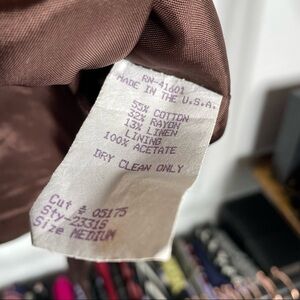 RN-41601
MADE IN THE U.S.A.
55% COTTON
32% RAYON
13% LINEN
LINING
100% ACETATE
DRY CLEAN ONLY
Cut # 05175
Sty-23315
Size MEDIUM